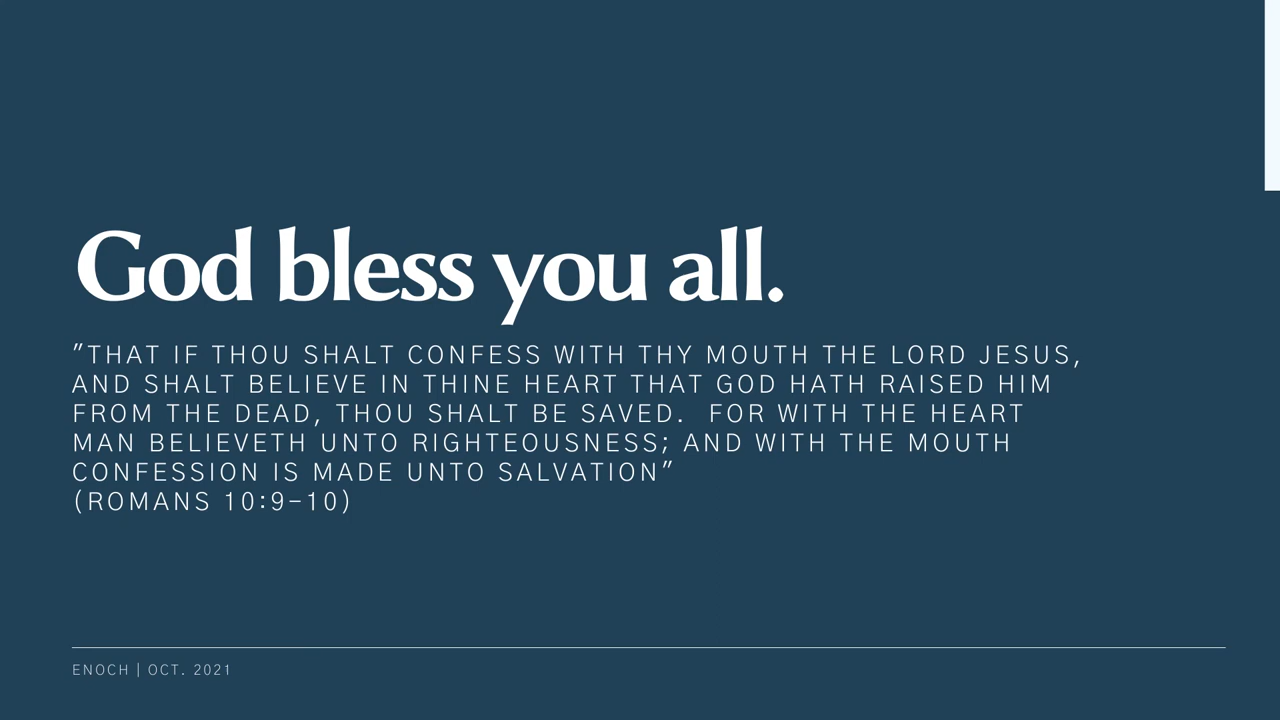 God bless you all.
"THAT IF THOU SHALT CONFESS WITH THY MOUTH THE LORD JESUS,
AND SHALT BELIEVE IN THINE HEART THAT GOD HATH RAISED HIM
FROM THE DEAD, THOU SHALT BE SAVED.  FOR WITH THE HEART
MAN BELIEVETH UNTO RIGHTEOUSNESS; AND WITH THE MOUTH
CONFESSION IS MADE UNTO SALVATION"
(ROMANS 10:9-10)
ENOCH | OCT. 2021